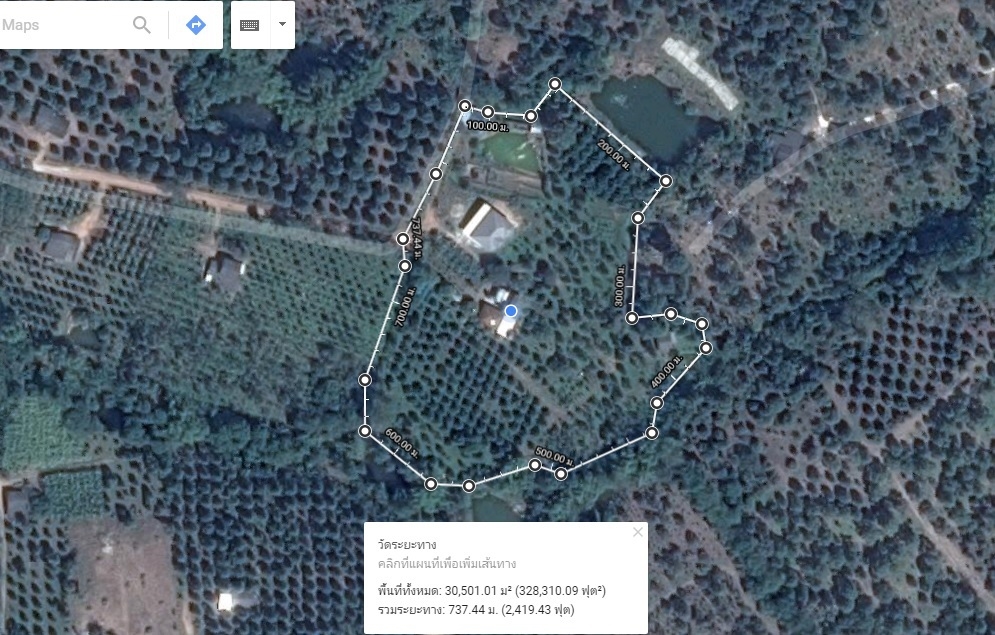 Maps
100.00 ม.
200.00 ม.
737.44 ม.
300.00 ม.
700.00 ม.
400.00 ม.
600.00 ม.
500.00 ม.
วัดระยะทาง
คลิกที่แผนที่เพื่อเพิ่มเส้นทาง
พื้นที่ทั้งหมด: 30,501.01 ม² (328,310.09 ฟุต²)
รวมระยะทาง: 737.44 ม. (2,419.43 ฟุต)